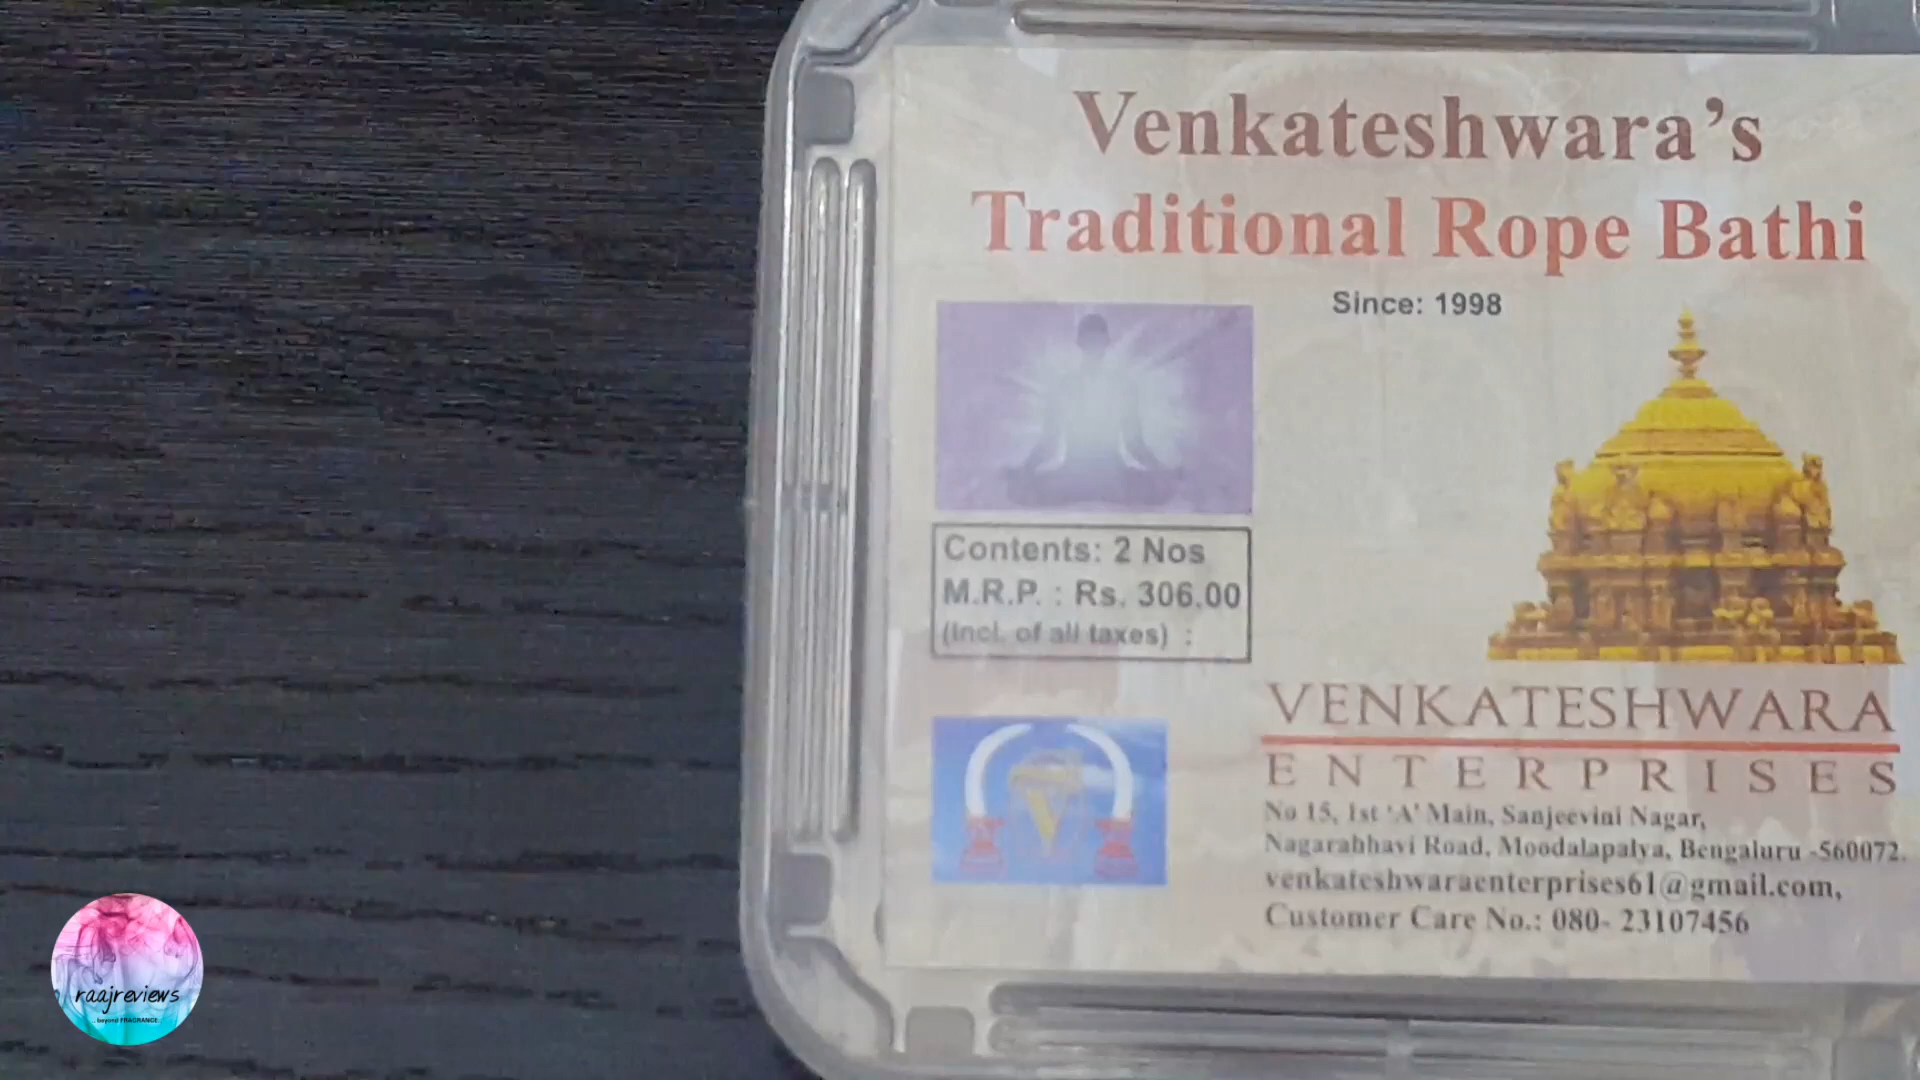 Venkateshwara's
Traditional Rope Bathi
Since: 1998
Contents: 2 Nos
M.R.P. : Rs. 306.00
(Incl. of all taxes) :
VENKATESHWARA
ENTERPRISES
No 15, 1st 'A' Main, Sanjeevini Nagar,
Nagarabhavi Road, Moodalapalya, Bengaluru -560072.
venkateshwaraenterprises61@gmail.com,
Customer Care No.: 080- 23107456
raajreviews
...beyond FRAGRANCE...